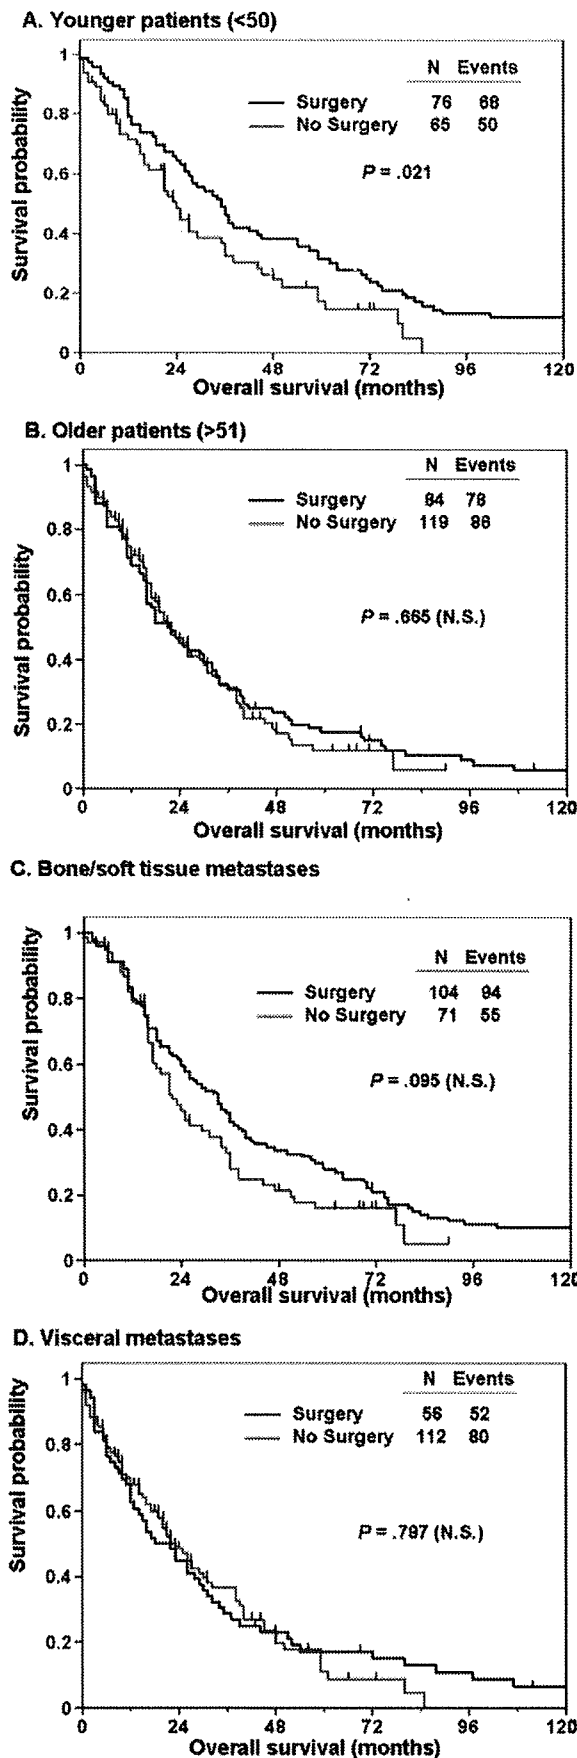 A. Younger patients (<50)
N Events
Surgery 76 68
No Surgery 65 50
P = .021
Survival probability
1
0.8
0.6
0.4
0.2
0
0 24 48 72 96 120
Overall survival (months)
B. Older patients (>51)
N Events
Surgery 84 78
No Surgery 119 86
P = .665 (N.S.)
Survival probability
1
0.8
0.6
0.4
0.2
0
0 24 48 72 96 120
Overall survival (months)
C. Bone/soft tissue metastases
N Events
Surgery 104 94
No Surgery 71 55
P = .095 (N.S.)
Survival probability
1
0.8
0.6
0.4
0.2
0
0 24 48 72 96 120
Overall survival (months)
D. Visceral metastases
N Events
Surgery 56 52
No Surgery 112 80
P = .797 (N.S.)
Survival probability
1
0.8
0.6
0.4
0.2
0
0 24 48 72 96 120
Overall survival (months)